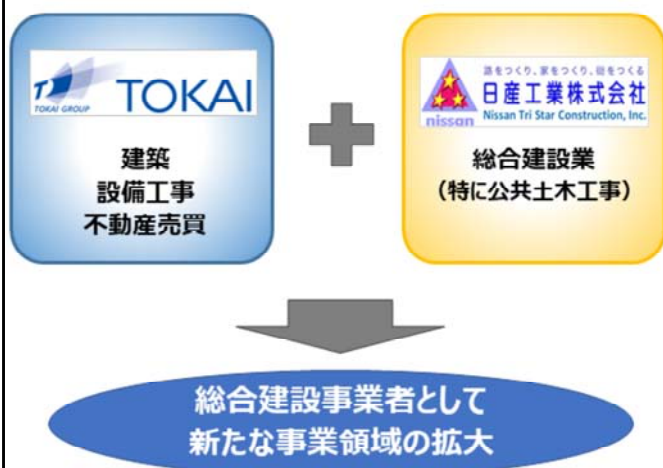 TOKAI GROUP
TOKAI
建築
設備工事
不動産売買
路をつくり、家をつくり、街をつくる
日産工業株式会社
nissan
Nissan Tri Star Construction, Inc.
総合建設業
(特に公共土木工事)
総合建設事業者として
新たな事業領域の拡大